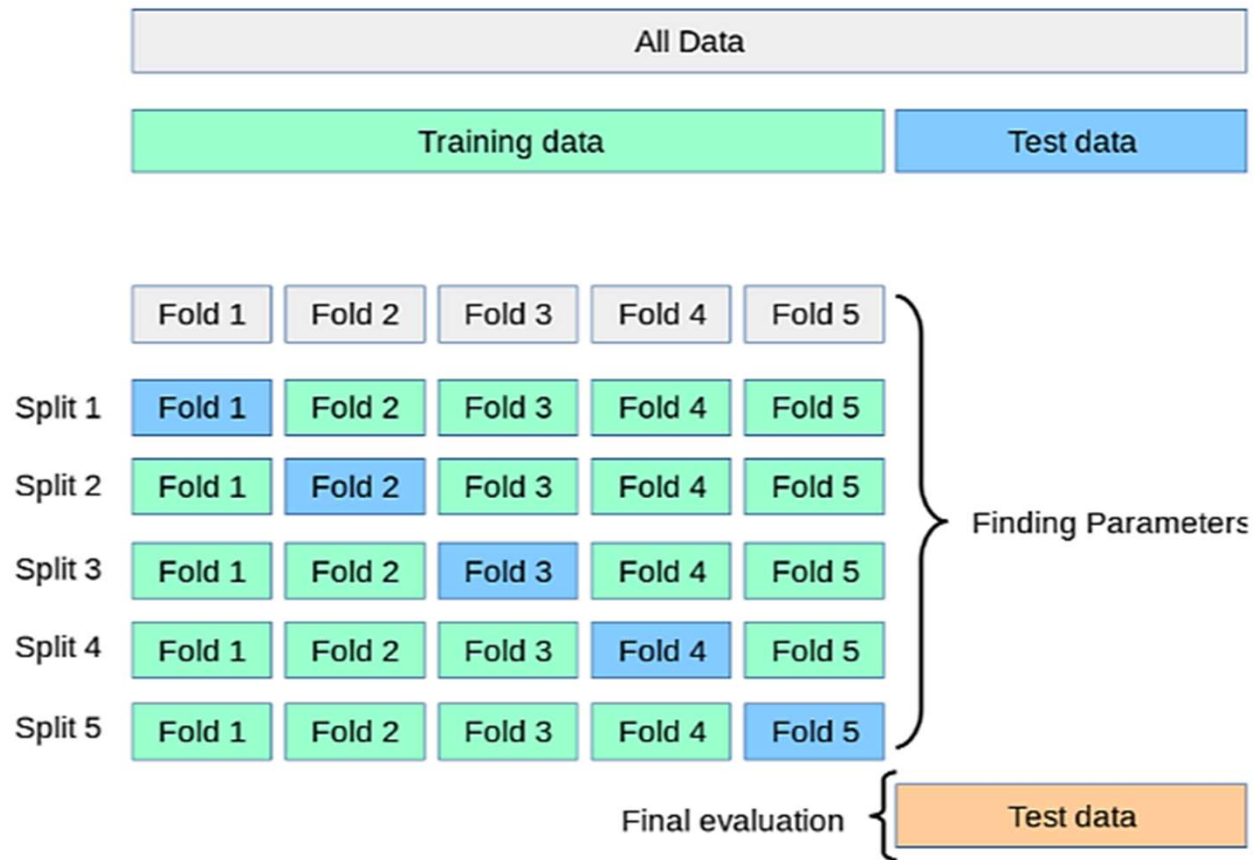 All Data
Training data Test data
Fold 1 Fold 2 Fold 3 Fold 4 Fold 5
Split 1 Fold 1 Fold 2 Fold 3 Fold 4 Fold 5
Split 2 Fold 1 Fold 2 Fold 3 Fold 4 Fold 5
Finding Parameters
Split 3 Fold 1 Fold 2 Fold 3 Fold 4 Fold 5
Split 4 Fold 1 Fold 2 Fold 3 Fold 4 Fold 5
Split 5 Fold 1 Fold 2 Fold 3 Fold 4 Fold 5
Final evaluation Test data